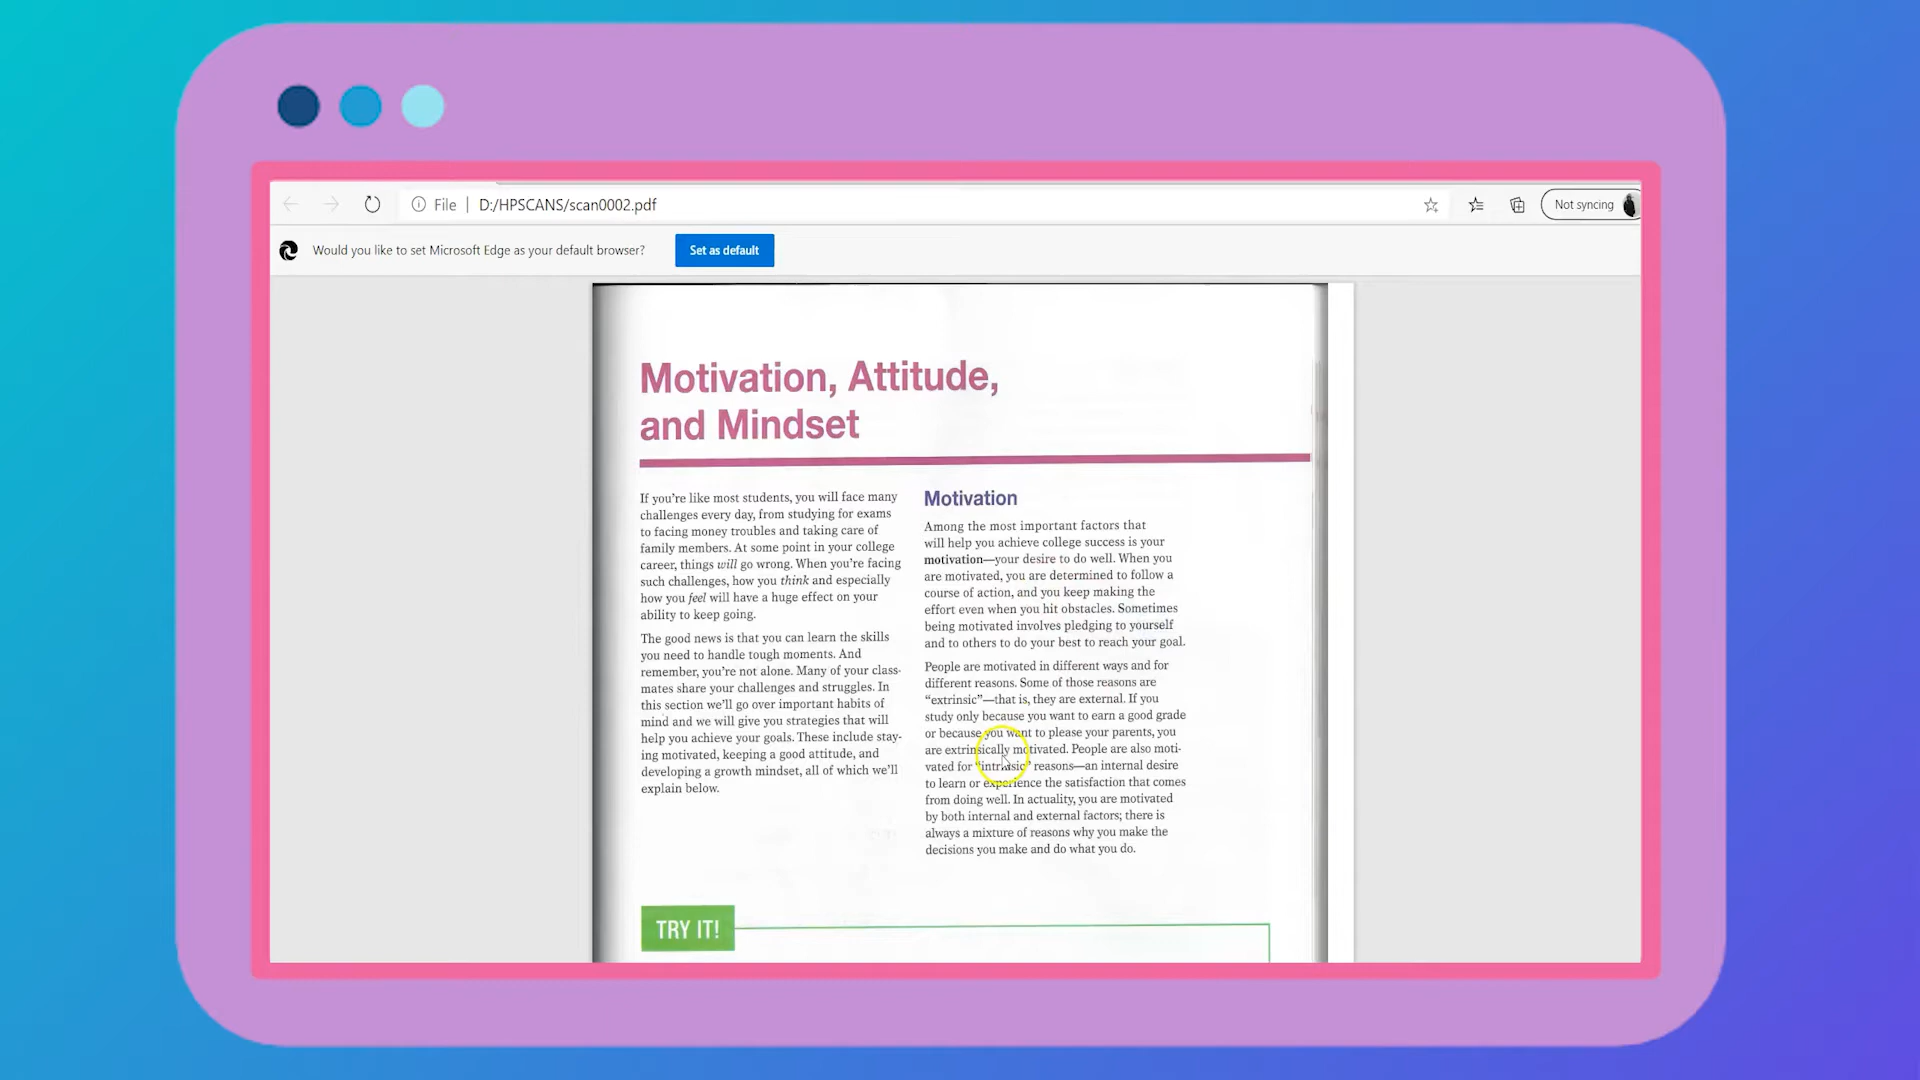 File | D:/HPSCANS/scan0002.pdf
Not syncing
Would you like to set Microsoft Edge as your default browser?
Set as default
Motivation, Attitude,
and Mindset
If you're like most students, you will face many
challenges every day, from studying for exams
to facing money troubles and taking care of
family members. At some point in your college
career, things will go wrong. When you're facing
such challenges, how you think and especially
how you feel will have a huge effect on your
ability to keep going.
The good news is that you can learn the skills
you need to handle tough moments. And
remember, you're not alone. Many of your class-
mates share your challenges and struggles. In
this section we'll go over important habits of
mind and we will give you strategies that will
help you achieve your goals. These include stay-
ing motivated, keeping a good attitude, and
developing a growth mindset, all of which we'll
explain below.
Motivation
Among the most important factors that
will help you achieve college success is your
motivation—your desire to do well. When you
are motivated, you are determined to follow a
course of action, and you keep making the
effort even when you hit obstacles. Sometimes
being motivated involves pledging to yourself
and to others to do your best to reach your goal.
People are motivated in different ways and for
different reasons. Some of those reasons are
“extrinsic”—that is, they are external. If you
study only because you want to earn a good grade
or because you want to please your parents, you
are extrinsically motivated. People are also moti-
vated for “intrinsic” reasons—an internal desire
to learn or experience the satisfaction that comes
from doing well. In actuality, you are motivated
by both internal and external factors; there is
always a mixture of reasons why you make the
decisions you make and do what you do.
TRY IT!